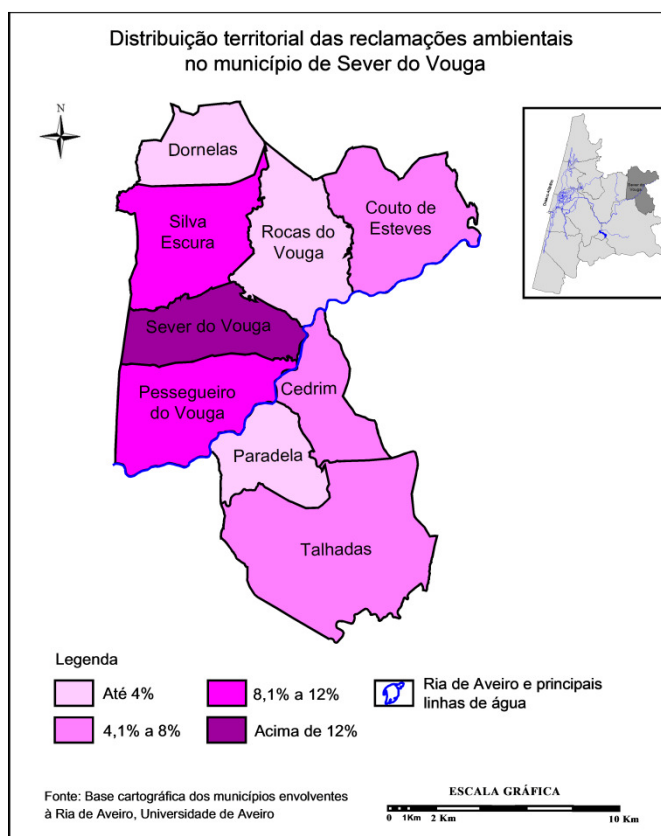 Distribuição territorial das reclamações ambientais
no município de Sever do Vouga
N
Dornelas
Silva
Escura
Rocas do
Vouga
Couto de
Esteves
Sever do Vouga
Pessegueiro
do Vouga
Cedrim
Paradela
Talhadas
Sever do
Vouga
Legenda
Até 4%
4,1% a 8%
8,1% a 12%
Acima de 12%
Ria de Aveiro e principais
linhas de água
Fonte: Base cartográfica dos municípios envolventes
à Ria de Aveiro, Universidade de Aveiro
ESCALA GRÁFICA
0 1Km 2 Km 10 Km